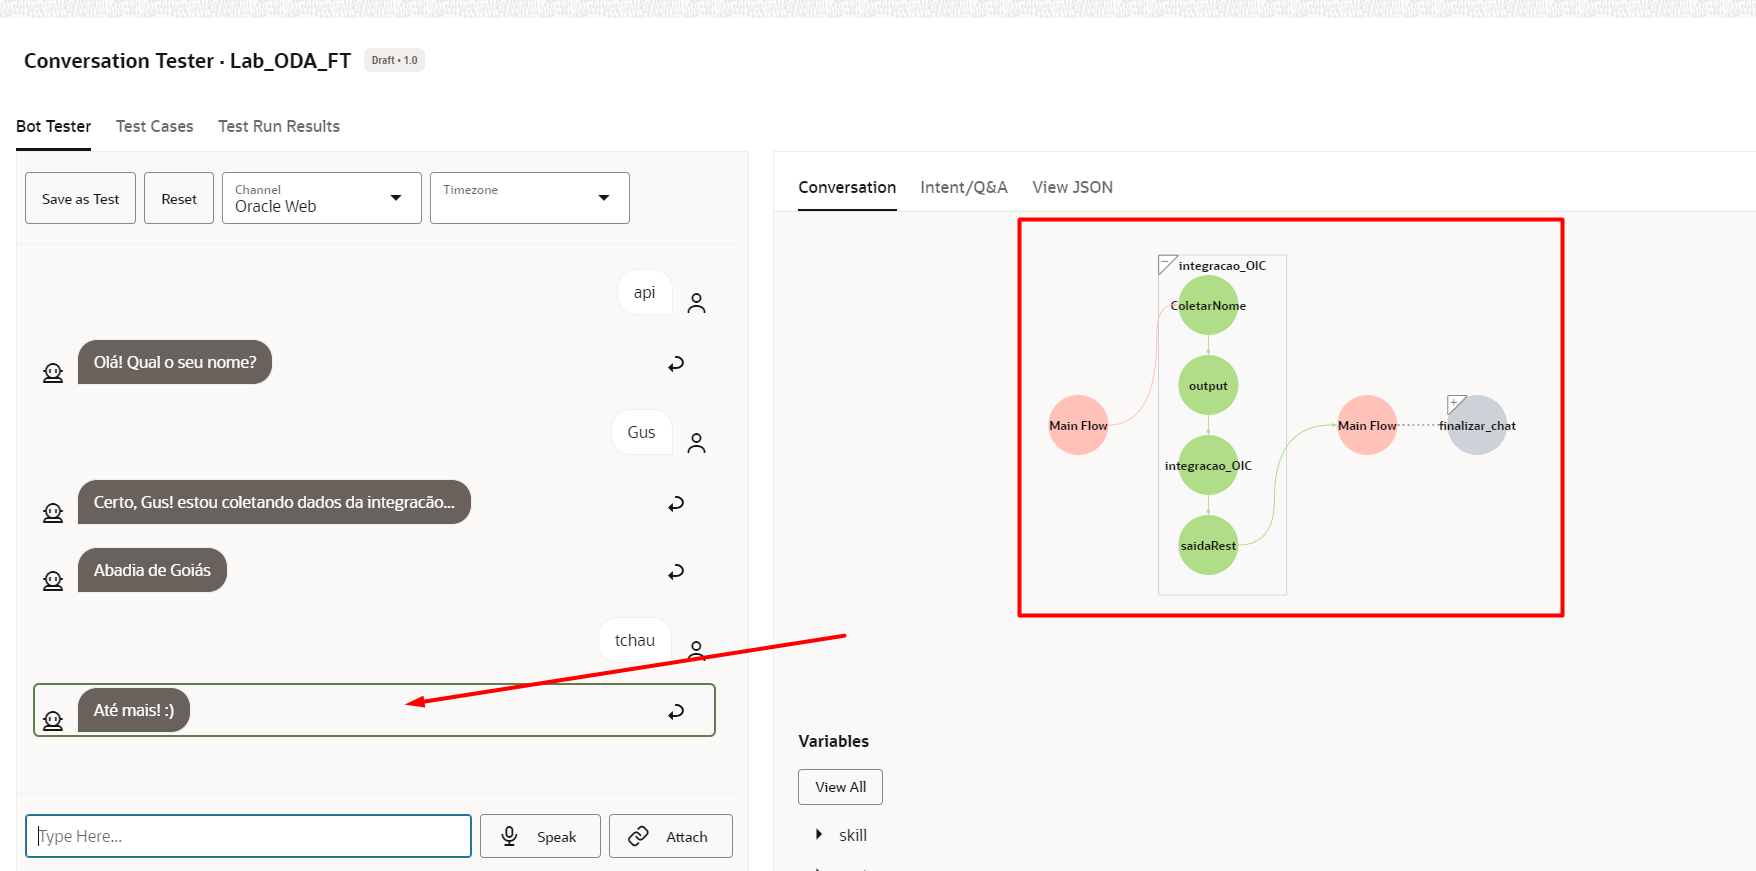 Conversation Tester · Lab_ODA_FT Draft • 1.0
Bot Tester Test Cases Test Run Results
Save as Test
Reset
Channel
Oracle Web
Timezone
api
Olá! Qual o seu nome?
Gus
Certo, Gus! estou coletando dados da integracão...
Abadia de Goiás
tchau
Até mais! :)
Type Here...
Speak
Attach
Conversation Intent/Q&A View JSON
integracao_OIC
ColetarNome
output
Main Flow
integracao_OIC
saidaRest
Main Flow
finalizar_chat
Variables
View All
skill